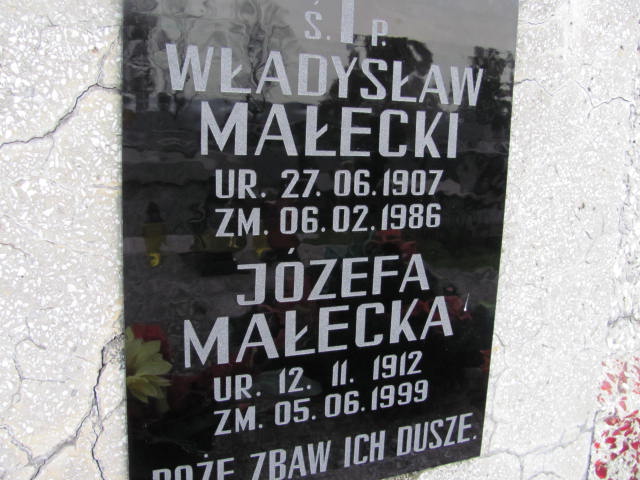 Ś. P.
WŁADYSŁAW
MAŁECKI
UR. 27. 06. 1907
ZM. 06. 02. 1986
JÓZEFA
MAŁECKA
UR. 12. 11. 1912
ZM. 05. 06. 1999
BOŻE ZBAW ICH DUSZE.